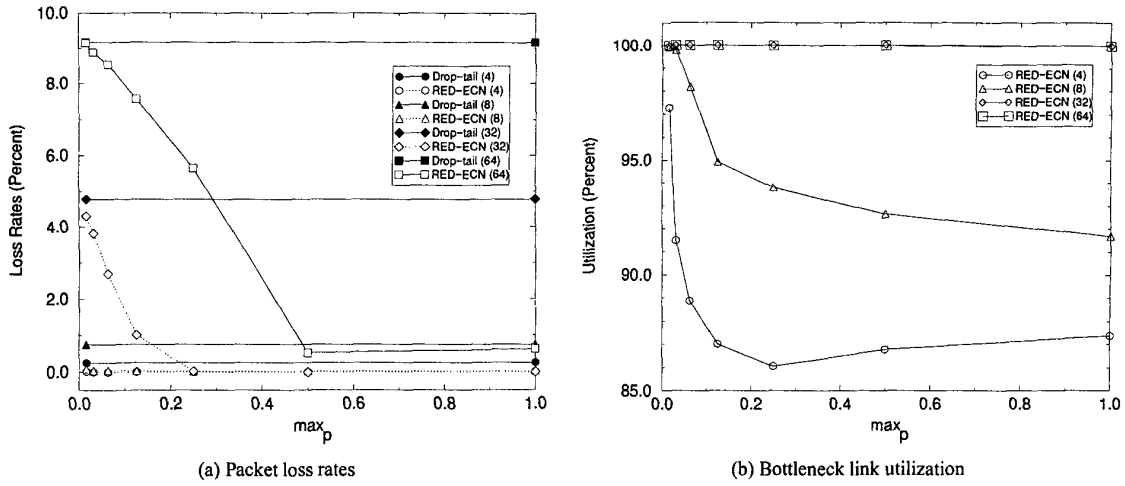 10.0
8.0
6.0
4.0
2.0
0.0
Loss Rates (Percent)
Drop-tail (4)
RED-ECN (4)
Drop-tail (8)
RED-ECN (8)
Drop-tail (32)
RED-ECN (32)
Drop-tail (64)
RED-ECN (64)
0.0 0.2 0.4 0.6 0.8 1.0
max_p
(a) Packet loss rates
100.0
95.0
90.0
85.0
Utilization (Percent)
RED-ECN (4)
RED-ECN (8)
RED-ECN (32)
RED-ECN (64)
0.0 0.2 0.4 0.6 0.8 1.0
max_p
(b) Bottleneck link utilization